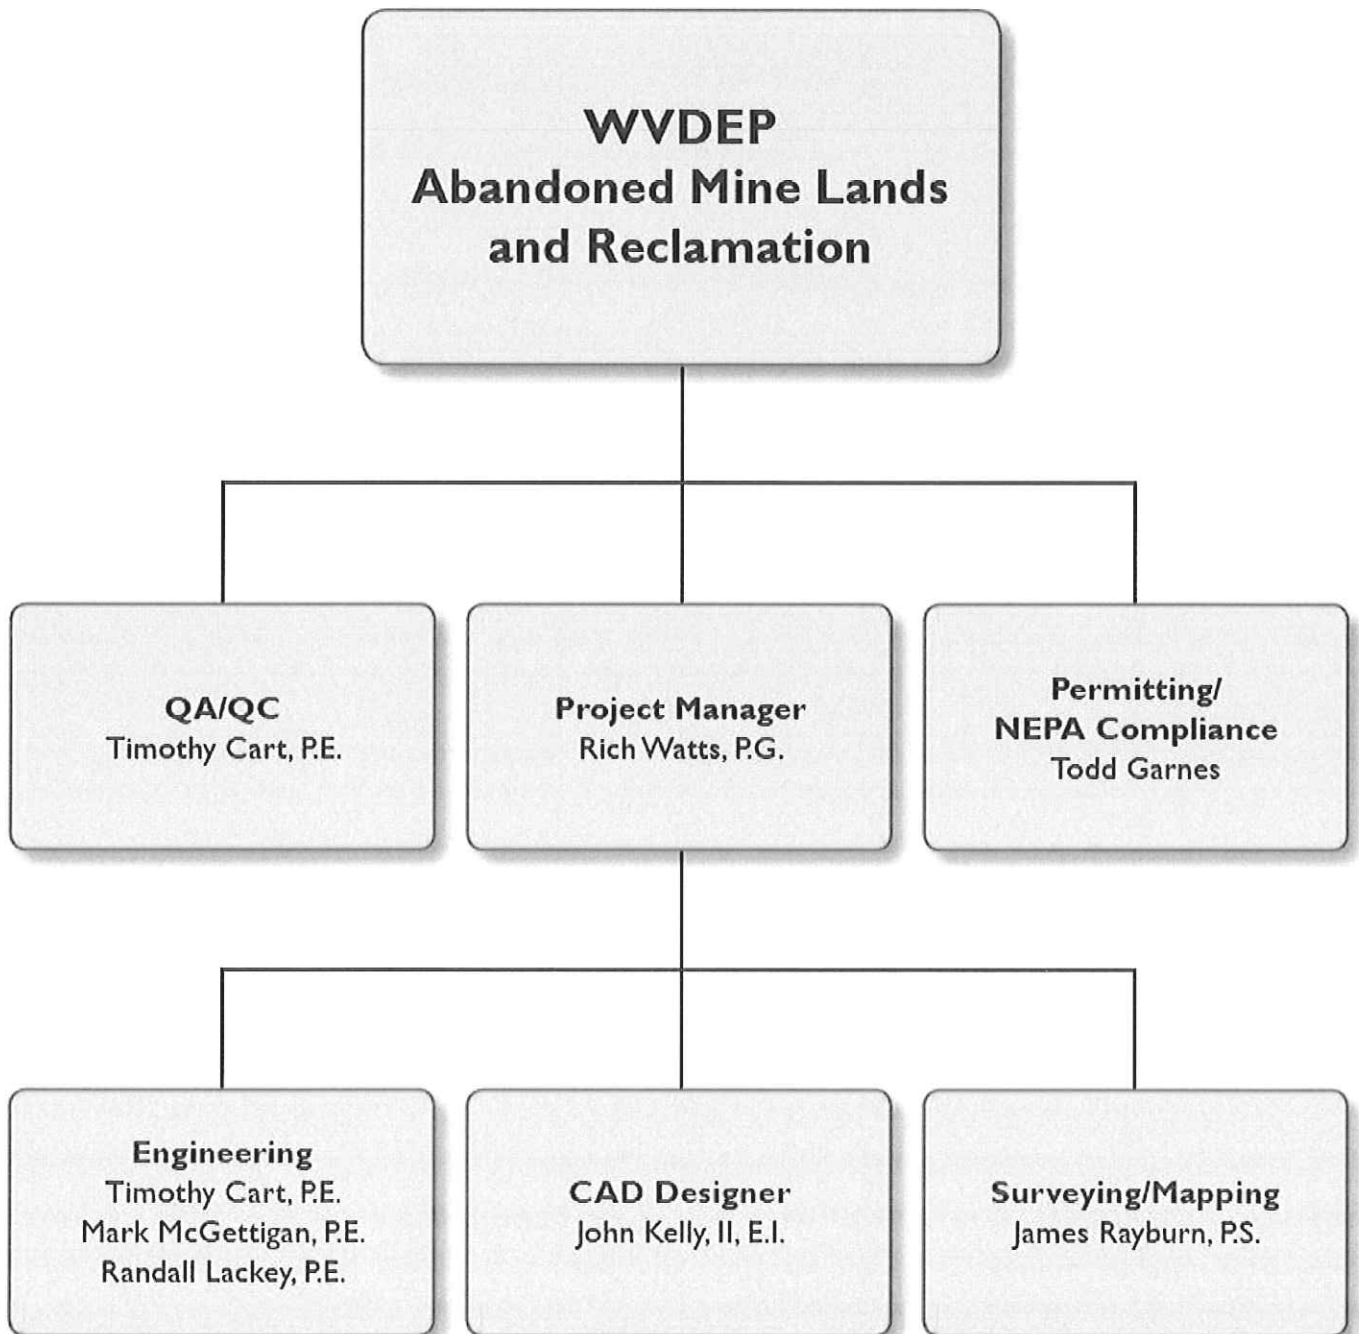 WVDEP
Abandoned Mine Lands
and Reclamation
QA/QC
Timothy Cart, P.E.
Project Manager
Rich Watts, P.G.
Permitting/
NEPA Compliance
Todd Garnes
Engineering
Timothy Cart, P.E.
Mark McGettigan, P.E.
Randall Lackey, P.E.
CAD Designer
John Kelly, II, E.I.
Surveying/Mapping
James Rayburn, P.S.